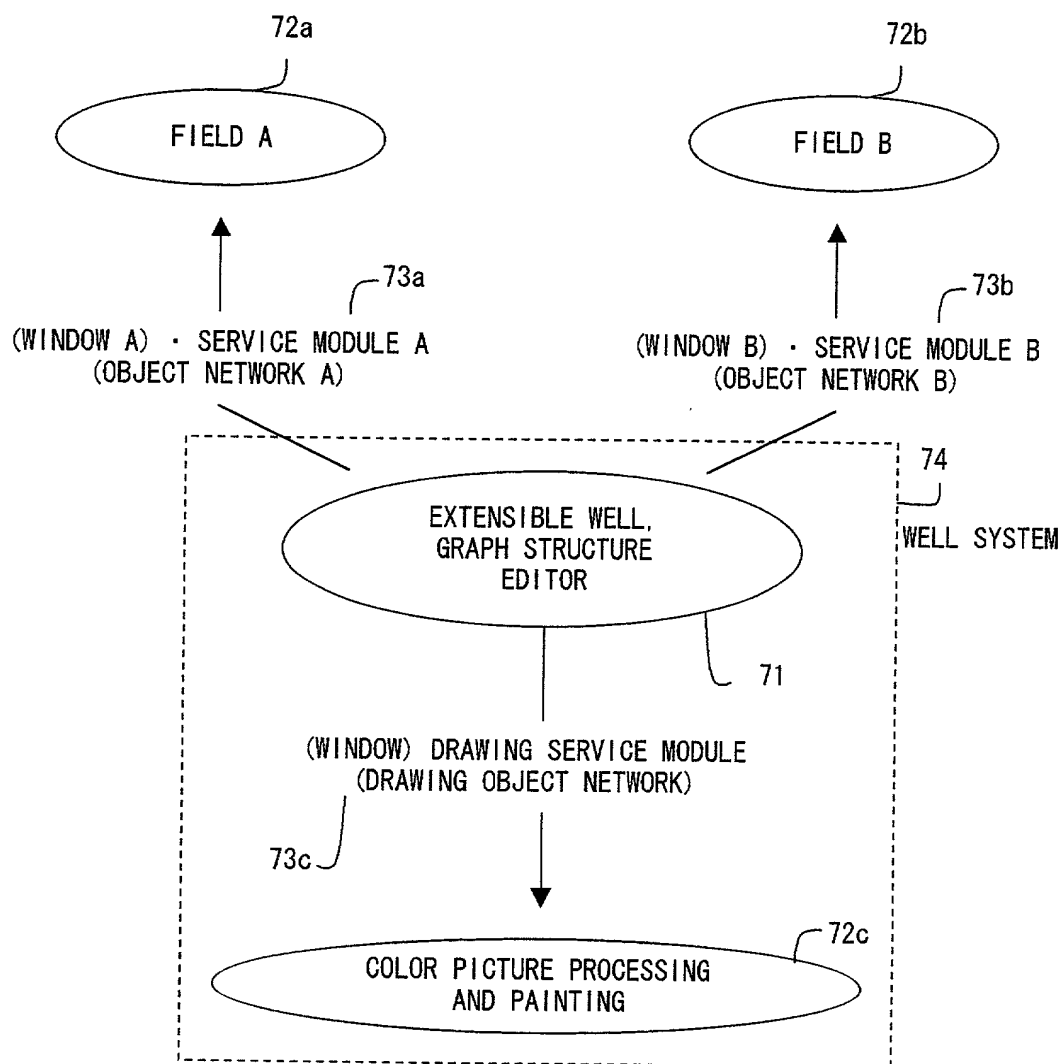 72a
72b
FIELD A
FIELD B
73a
73b
(WINDOW A) · SERVICE MODULE A
(OBJECT NETWORK A)
(WINDOW B) · SERVICE MODULE B
(OBJECT NETWORK B)
74
WELL SYSTEM
EXTENSIBLE WELL,
GRAPH STRUCTURE
EDITOR
71
(WINDOW) DRAWING SERVICE MODULE
(DRAWING OBJECT NETWORK)
73c
72c
COLOR PICTURE PROCESSING
AND PAINTING